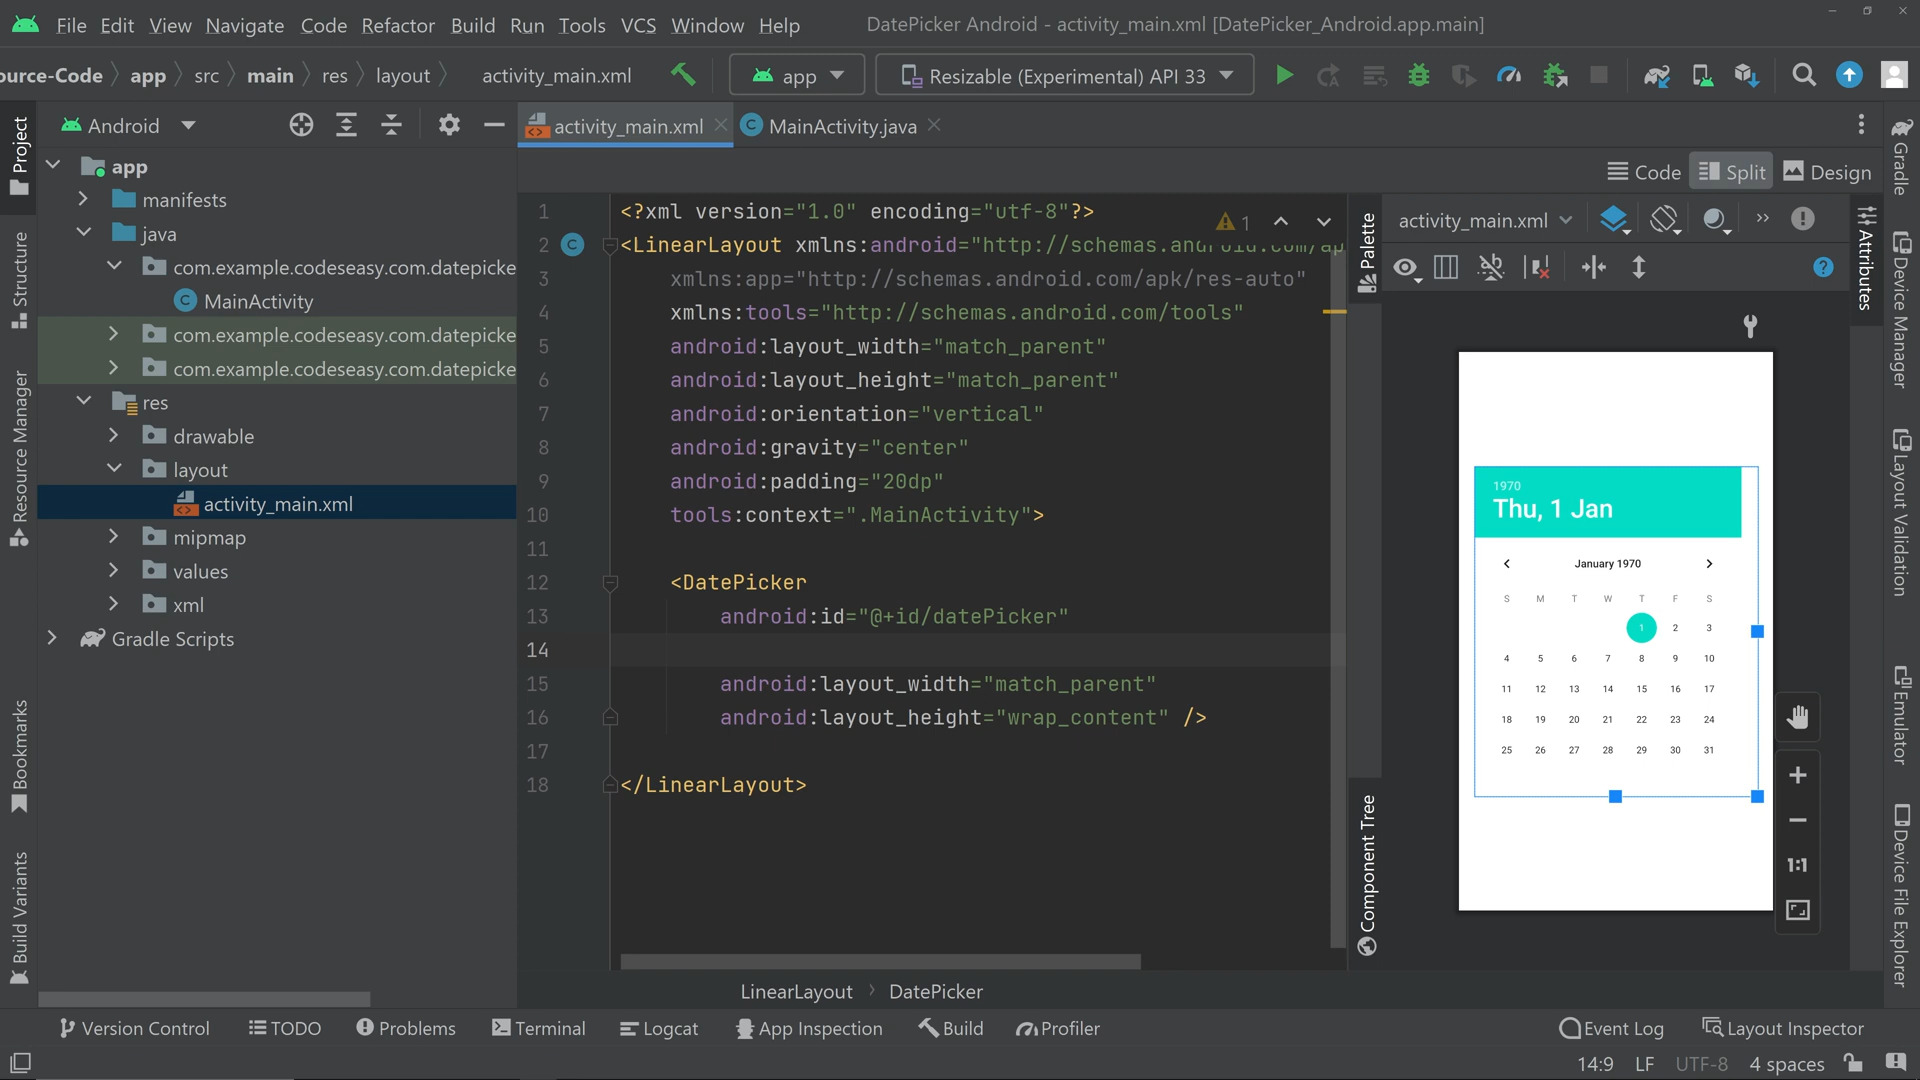 File Edit View Navigate Code Refactor Build Run Tools VCS Window Help DatePicker Android - activity_main.xml [DatePicker_Android.app.main]
ource-Code app src main res layout activity_main.xml app Resizable (Experimental) API 33
Project
Structure
Resource Manager
Bookmarks
Build Variants
Android
app
manifests
java
com.example.codeseasy.com.datepicke
MainActivity
com.example.codeseasy.com.datepicke
com.example.codeseasy.com.datepicke
res
drawable
layout
activity_main.xml
mipmap
values
xml
Gradle Scripts
activity_main.xml MainActivity.java
Code Split Design
1 <?xml version="1.0" encoding="utf-8"?>
2 <LinearLayout xmlns:android="http://schemas.android.com/ap
3 xmlns:app="http://schemas.android.com/apk/res-auto"
4 xmlns:tools="http://schemas.android.com/tools"
5 android:layout_width="match_parent"
6 android:layout_height="match_parent"
7 android:orientation="vertical"
8 android:gravity="center"
9 android:padding="20dp"
10 tools:context=".MainActivity">
11
12 <DatePicker
13 android:id="@+id/datePicker"
14
15 android:layout_width="match_parent"
16 android:layout_height="wrap_content" />
17
18 </LinearLayout>
1
LinearLayout DatePicker
Palette
Component Tree
activity_main.xml
1970
Thu, 1 Jan
January 1970
S M T W T F S
1 2 3
4 5 6 7 8 9 10
11 12 13 14 15 16 17
18 19 20 21 22 23 24
25 26 27 28 29 30 31
1:1
Attributes
Gradle
Device Manager
Layout Validation
Emulator
Device File Explorer
Version Control TODO Problems Terminal Logcat App Inspection Build Profiler Event Log Layout Inspector
14:9 LF UTF-8 4 spaces